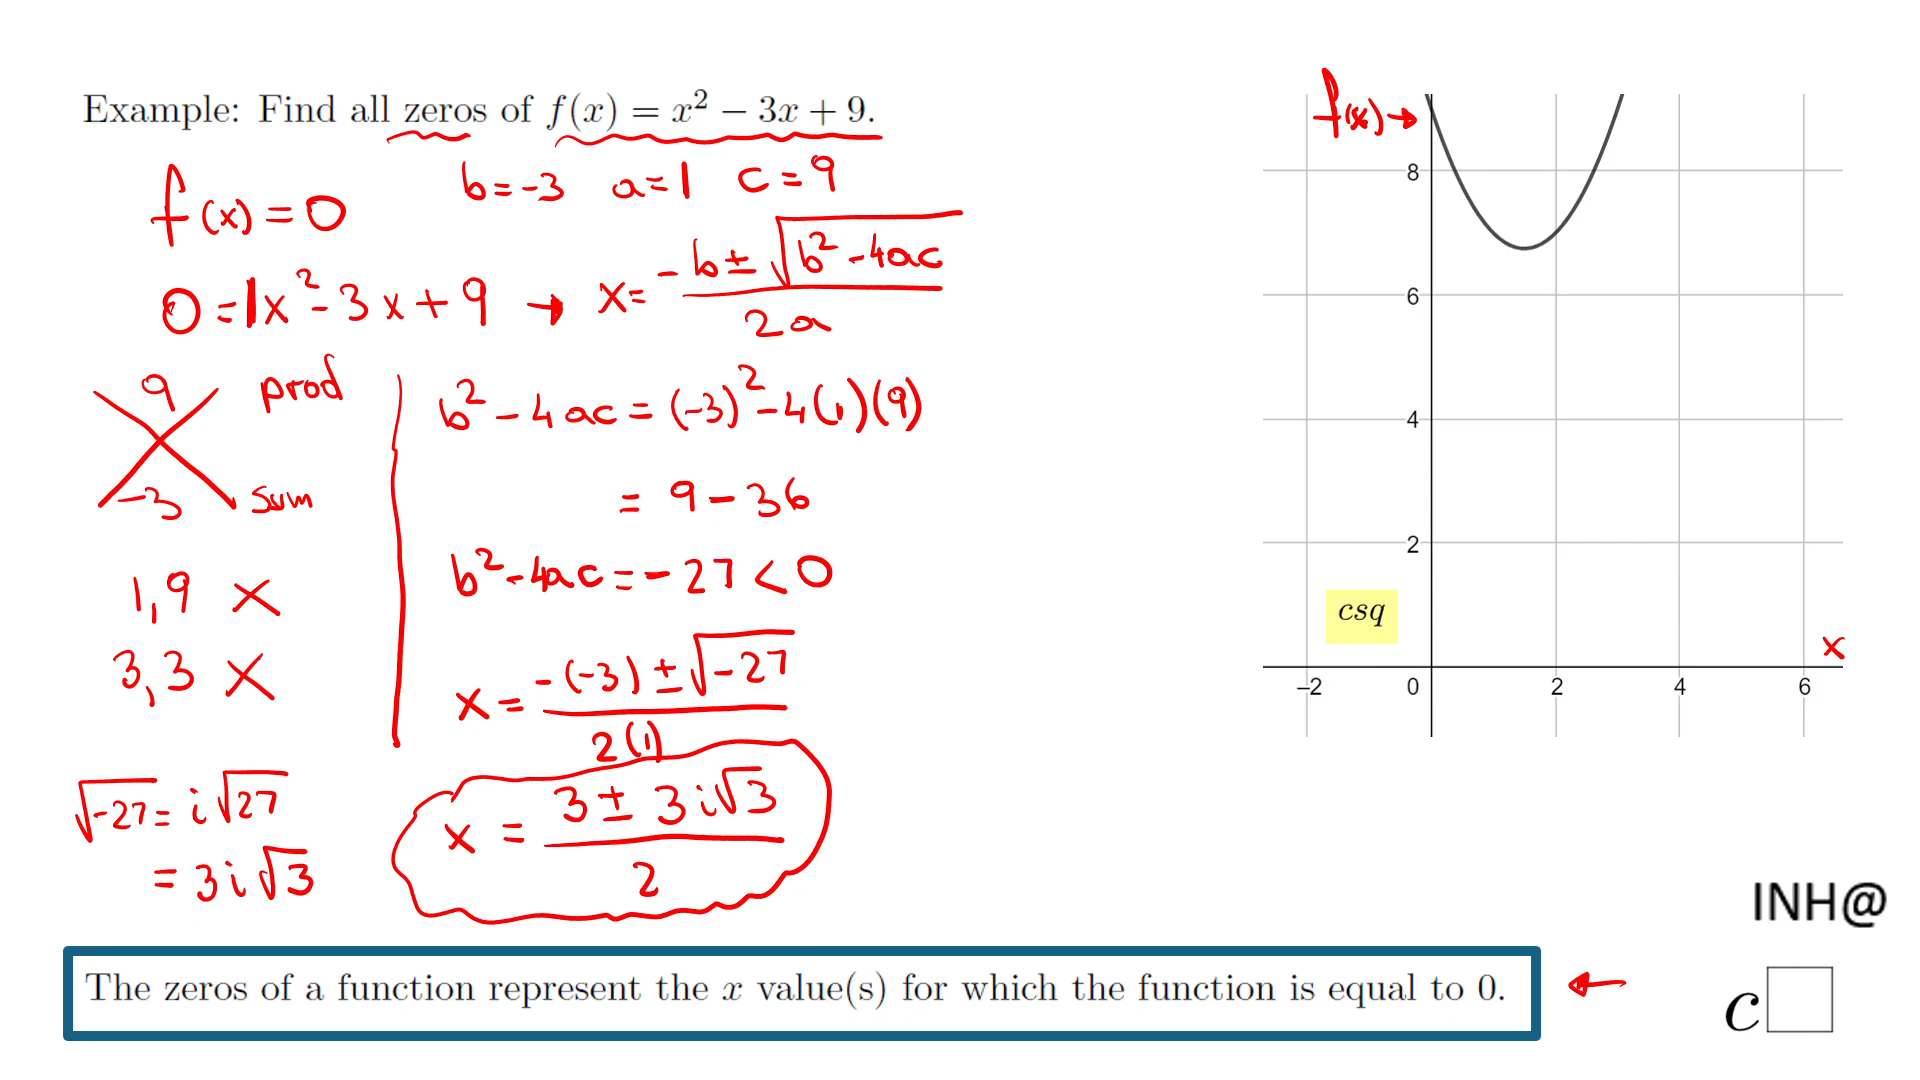 Example: Find all zeros of f(x) = x² − 3x + 9.
f(x) = 0
b = -3 a = 1 c = 9
0 = 1x² - 3x + 9 → x = (-b ± √(b² - 4ac)) / 2a
9 prod
-3 sum
1,9 x
3,3 x
√-27 = i√27
= 3i√3
b² - 4ac = (-3)² - 4(1)(9)
= 9 - 36
b² - 4ac = -27 < 0
x = (-(-3) ± √-27) / 2(1)
x = (3 ± 3i√3) / 2
f(x) →
8
6
4
2
csq
x
–2 0 2 4 6
The zeros of a function represent the x value(s) for which the function is equal to 0. ←
INH@
c□